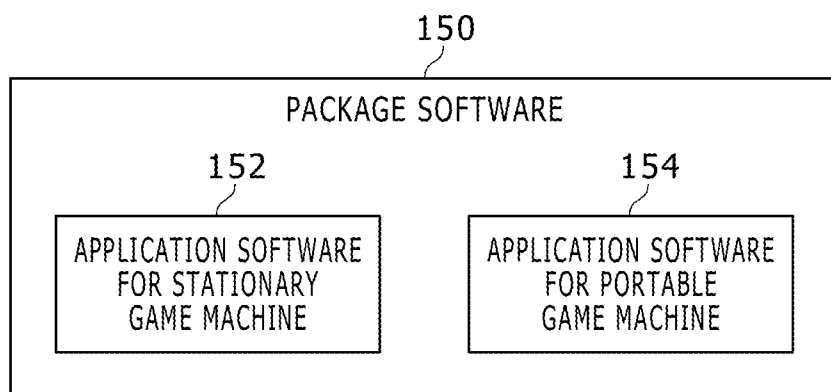 150
PACKAGE SOFTWARE
152
APPLICATION SOFTWARE
FOR STATIONARY
GAME MACHINE
154
APPLICATION SOFTWARE
FOR PORTABLE
GAME MACHINE